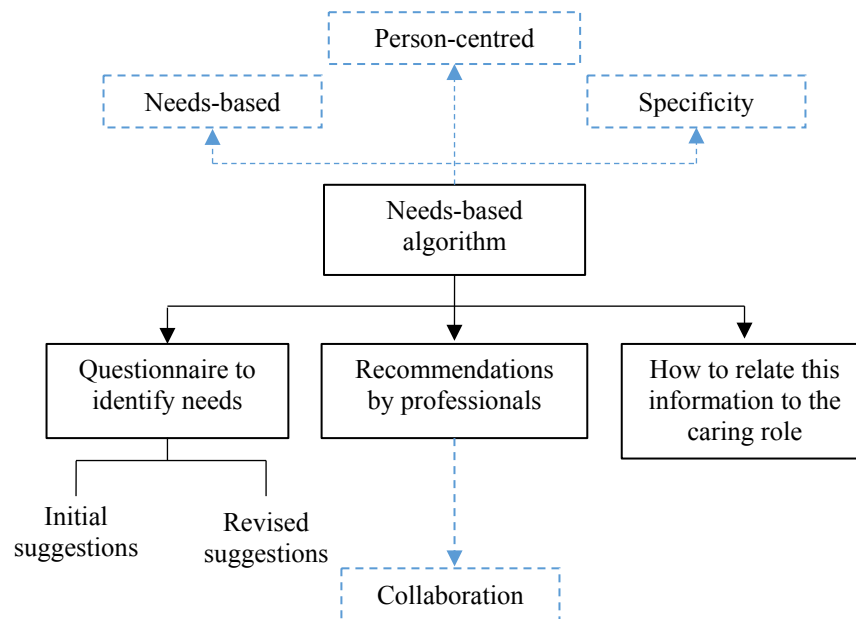 Person-centred
Needs-based
Specificity
Needs-based
algorithm
Questionnaire to
identify needs
Recommendations
by professionals
How to relate this
information to the
caring role
Initial
suggestions
Revised
suggestions
Collaboration